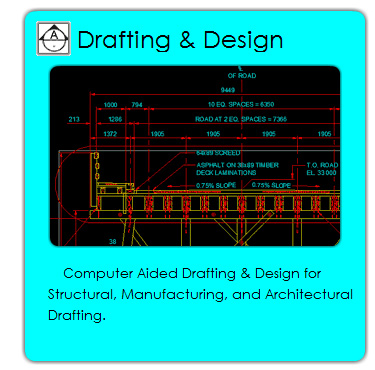 A
Drafting & Design
OF ROAD
9449
1000 794 10 EQ. SPACES = 6350
213 1286 ROAD AT 2 EQ. SPACES = 7366
1372 1905 1905 1905 1905
64x89 SCREED
ASPHALT ON 38x89 TIMBER T.O. ROAD
DECK LAMINATIONS EL. 33.000
0.75% SLOPE 0.75% SLOPE
38
Computer Aided Drafting & Design for
Structural, Manufacturing, and Architectural
Drafting.